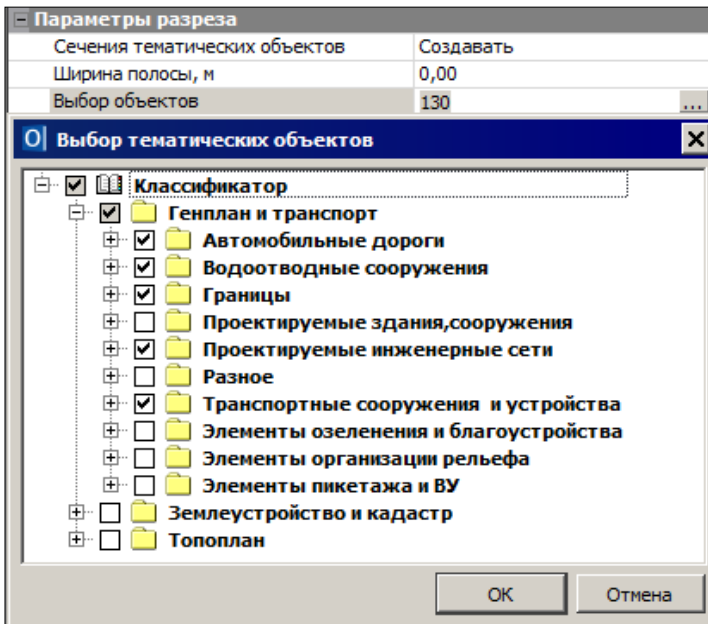 Параметры разреза
Сечения тематических объектов Создавать
Ширина полосы, м 0,00
Выбор объектов 130 ...
Выбор тематических объектов
Классификатор
Генплан и транспорт
Автомобильные дороги
Водоотводные сооружения
Границы
Проектируемые здания,сооружения
Проектируемые инженерные сети
Разное
Транспортные сооружения и устройства
Элементы озеленения и благоустройства
Элементы организации рельефа
Элементы пикетажа и ВУ
Землеустройство и кадастр
Топоплан
ОК Отмена